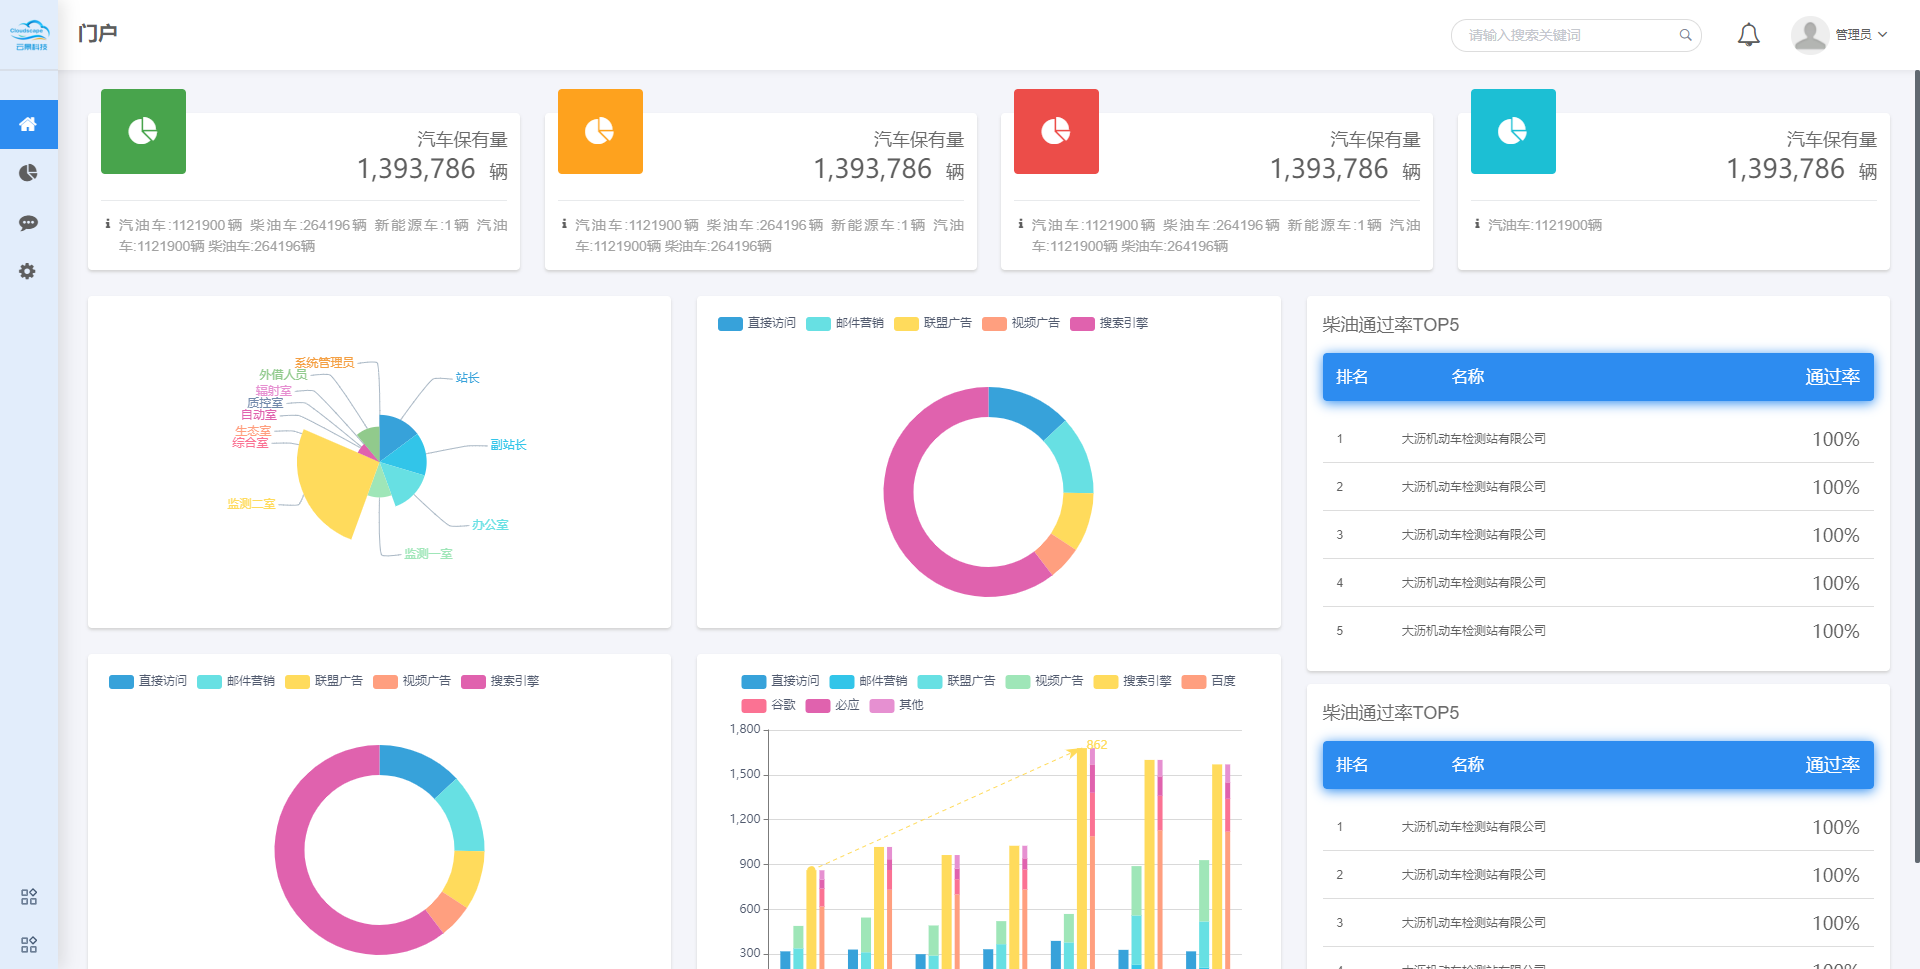 Cloudscape
云景科技
门户
请输入搜索关键词
管理员
汽车保有量
1,393,786 辆
汽油车:1121900辆 柴油车:264196辆 新能源车:1辆 汽油
车:1121900辆 柴油车:264196辆
汽车保有量
1,393,786 辆
汽油车:1121900辆 柴油车:264196辆 新能源车:1辆 汽油
车:1121900辆 柴油车:264196辆
汽车保有量
1,393,786 辆
汽油车:1121900辆 柴油车:264196辆 新能源车:1辆 汽油
车:1121900辆 柴油车:264196辆
汽车保有量
1,393,786 辆
汽油车:1121900辆
系统管理员
外借人员
辐射室
质控室
自动室
生态室
综合室
监测二室
站长
副站长
办公室
监测一室
直接访问 邮件营销 联盟广告 视频广告 搜索引擎
柴油通过率TOP5
排名 名称 通过率
1 大沥机动车检测站有限公司 100%
2 大沥机动车检测站有限公司 100%
3 大沥机动车检测站有限公司 100%
4 大沥机动车检测站有限公司 100%
5 大沥机动车检测站有限公司 100%
直接访问 邮件营销 联盟广告 视频广告 搜索引擎
直接访问 邮件营销 联盟广告 视频广告 搜索引擎 百度
谷歌 必应 其他
1,800
1,500
1,200
900
600
300
862
柴油通过率TOP5
排名 名称 通过率
1 大沥机动车检测站有限公司 100%
2 大沥机动车检测站有限公司 100%
3 大沥机动车检测站有限公司 100%